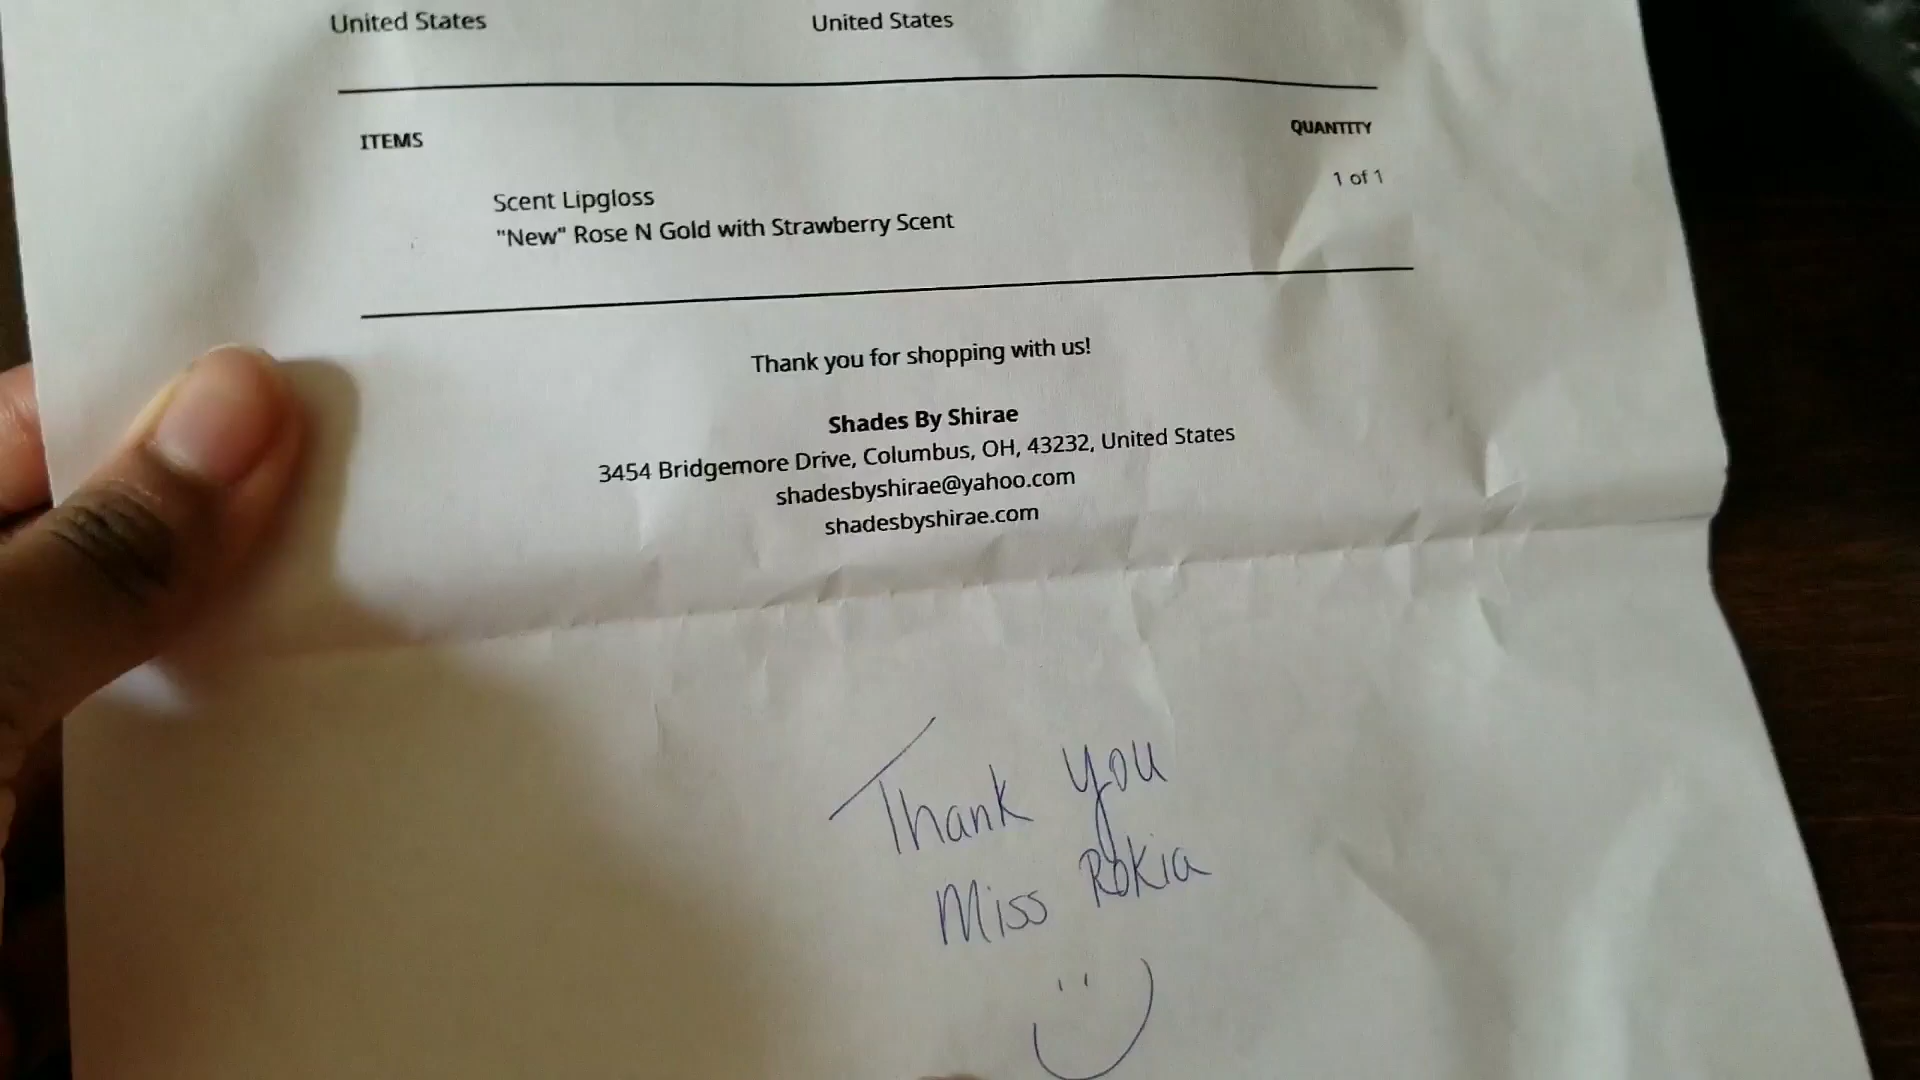 United States United States
ITEMS QUANTITY
Scent Lipgloss 1 of 1
"New" Rose N Gold with Strawberry Scent
Thank you for shopping with us!
Shades By Shirae
3454 Bridgemore Drive, Columbus, OH, 43232, United States
shadesbyshirae@yahoo.com
shadesbyshirae.com
Thank you
Miss Rokia